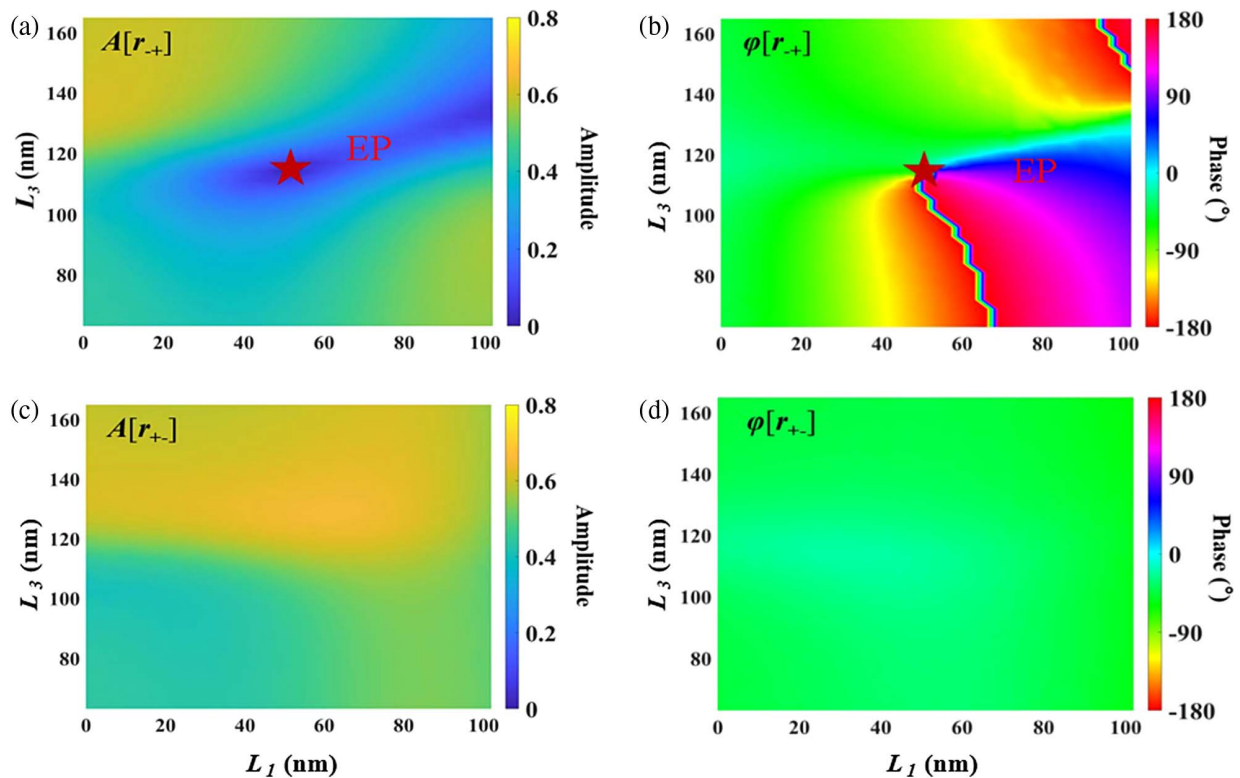 (a)
A[r-+]
EP
160
140
120
100
80
0 20 40 60 80 100
L3 (nm)
0.8
0.6
0.4
0.2
0
Amplitude
(b)
φ[r-+]
EP
160
140
120
100
80
0 20 40 60 80 100
L3 (nm)
180
90
0
-90
-180
Phase (°)
(c)
A[r+-]
160
140
120
100
80
0 20 40 60 80 100
L3 (nm)
L1 (nm)
0.8
0.6
0.4
0.2
0
Amplitude
(d)
φ[r+-]
160
140
120
100
80
0 20 40 60 80 100
L3 (nm)
L1 (nm)
180
90
0
-90
-180
Phase (°)